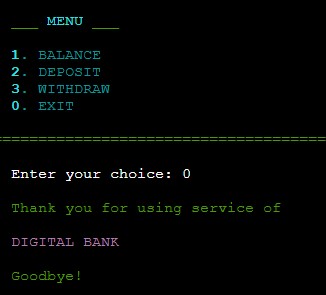 ___ MENU ___
1. BALANCE
2. DEPOSIT
3. WITHDRAW
0. EXIT
====================================
Enter your choice: 0
Thank you for using service of
DIGITAL BANK
Goodbye!